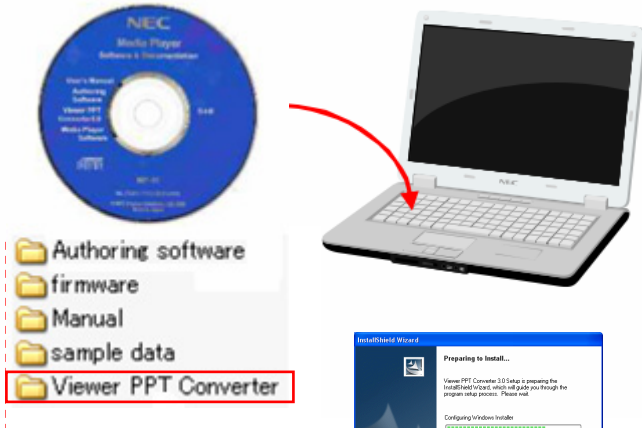 NEC
Media Player
Software & Documentation
User's Manual
Authoring
Software
Viewer PPT
Converter 3.0
Media Player
Software
NEC
Authoring software
firmware
Manual
sample data
Viewer PPT Converter
InstallShield Wizard
Preparing to Install...
Viewer PPT Converter 3.0 Setup is preparing the
InstallShield Wizard, which will guide you through the
program setup process. Please wait.
Configuring Windows Installer